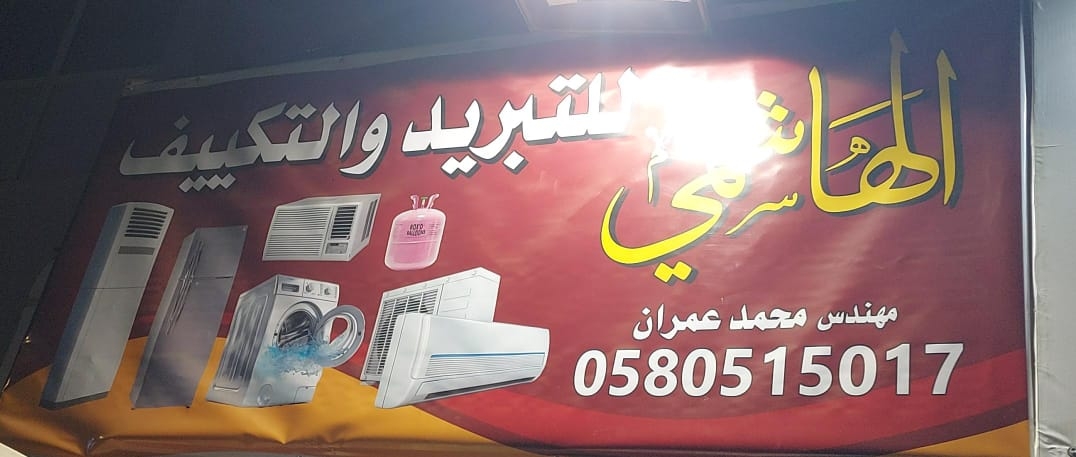 الهاشمي للتبريد والتكييف
مهندس محمد عمران
0580515017